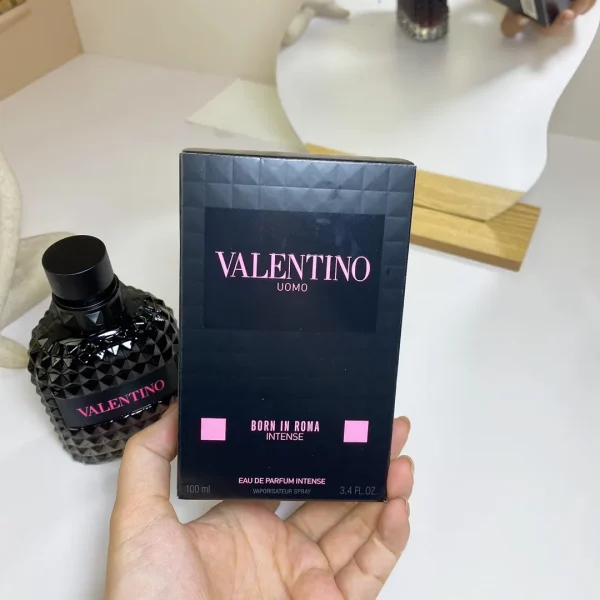 VALENTINO
UOMO
BORN IN ROMA
INTENSE
EAU DE PARFUM INTENSE
VAPORISATEUR SPRAY
100 ml
3.4 FL.OZ.
VALENTINO